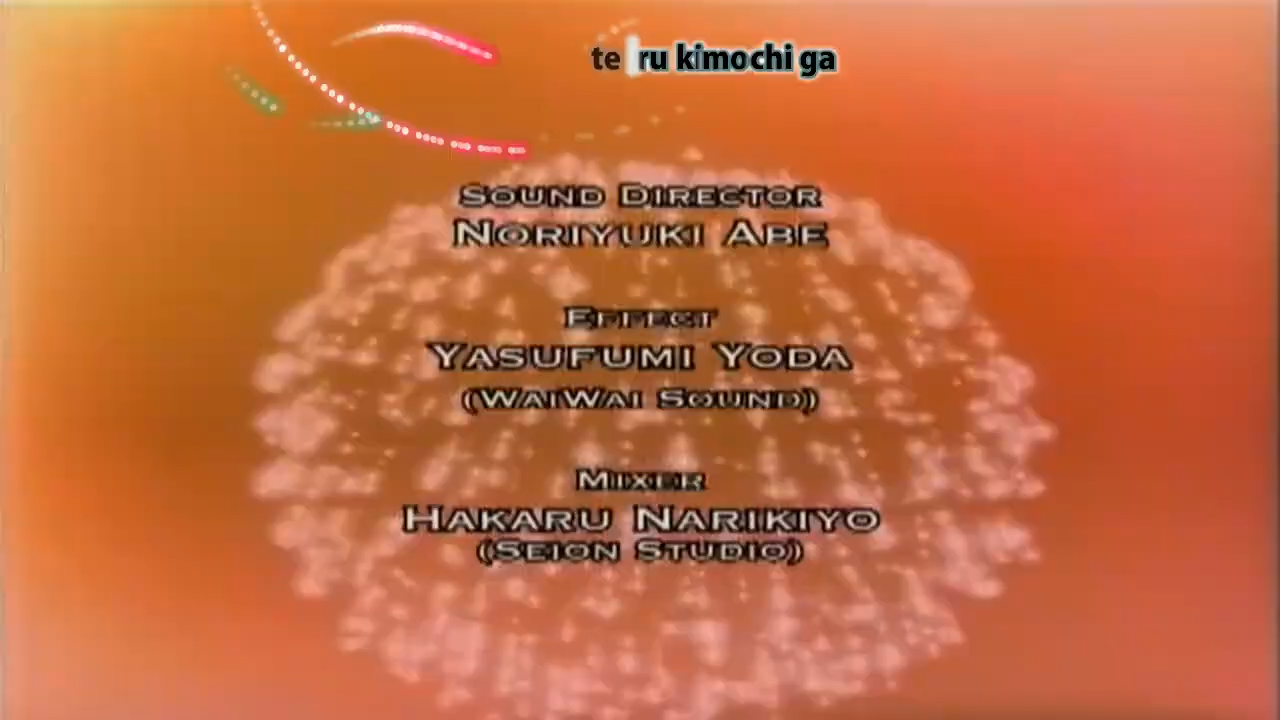 te ru kimochi ga
Sound Director
Noriyuki Abe
Effect
Yasufumi Yoda
(WaiWai Sound)
Mixer
Hakaru Narikiyo
(Seion Studio)